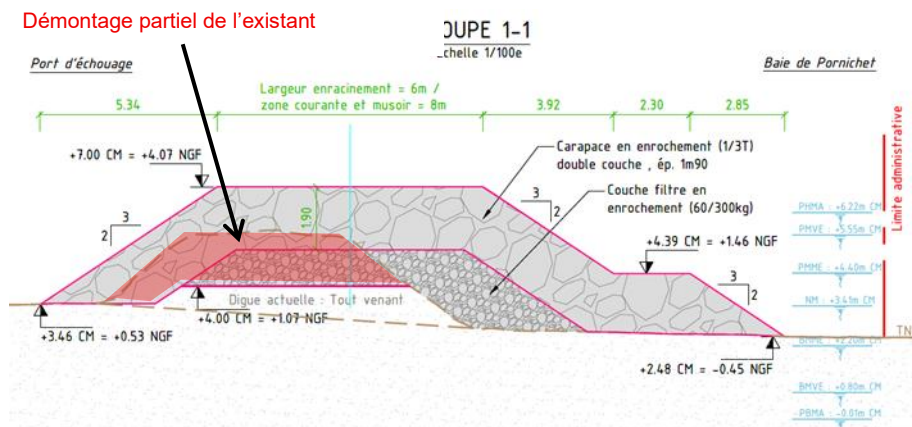 Démontage partiel de l’existant
OUPE 1-1
chelle 1/100e
Port d'échouage
Baie de Pornichet
Largeur enracinement = 6m /
zone courante et musoir = 8m
5.34
3.92
2.30
2.85
Limite administrative
+7.00 CM = +4.07 NGF
Carapace en enrochement (1/3T)
double couche , ép. 1m90
Couche filtre en
enrochement (60/300kg)
3
2
1.90
3
2
PHMA : +6.22m CM
PMVE : +5.55m CM
+4.39 CM = +1.46 NGF
3
2
PMME : +4.40m CM
NM : +3.41m CM
Digue actuelle : Tout venant
+4.00 CM = +1.07 NGF
+3.46 CM = +0.53 NGF
TN
BMME : +2.20m CM
+2.48 CM = -0.45 NGF
BMVE : +0.80m CM
PBMA : -0.01m CM